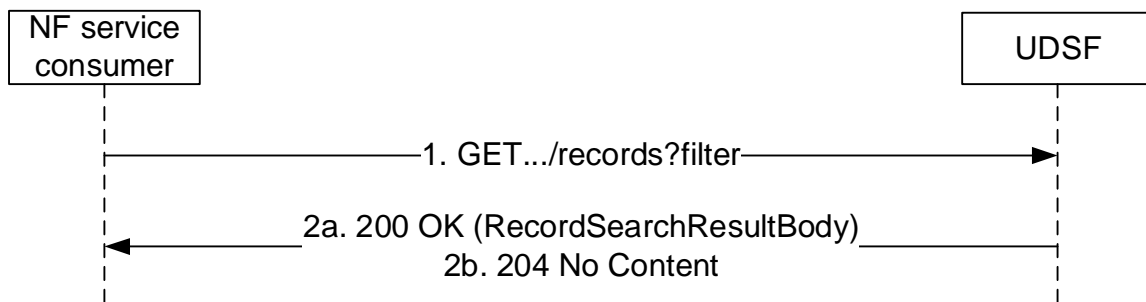 NF service
consumer
UDSF
1. GET.../records?filter
2a. 200 OK (RecordSearchResultBody)
2b. 204 No Content